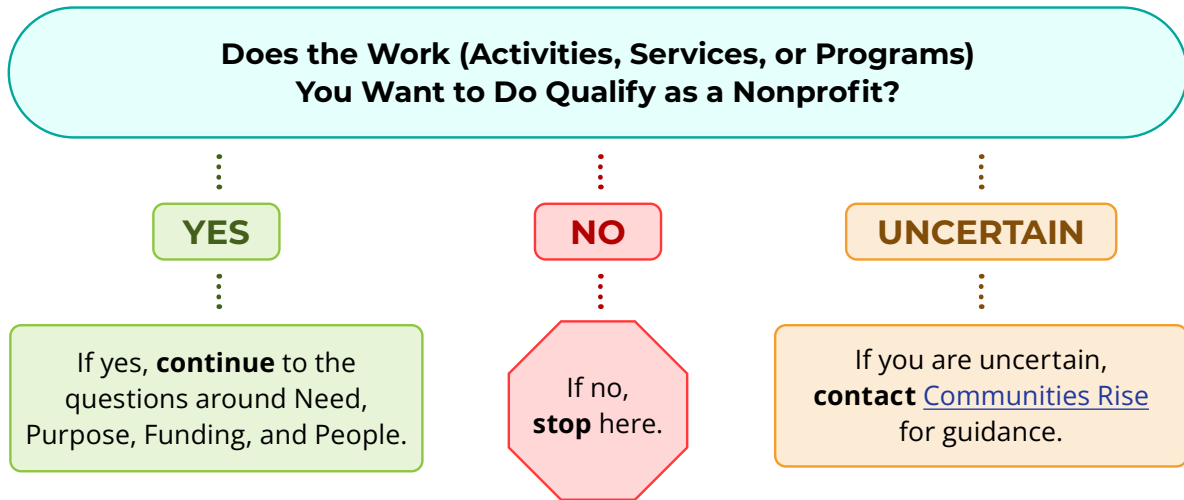 Does the Work (Activities, Services, or Programs)
You Want to Do Qualify as a Nonprofit?
YES
NO
UNCERTAIN
If yes, continue to the
questions around Need,
Purpose, Funding, and People.
If no,
stop here.
If you are uncertain,
contact Communities Rise
for guidance.